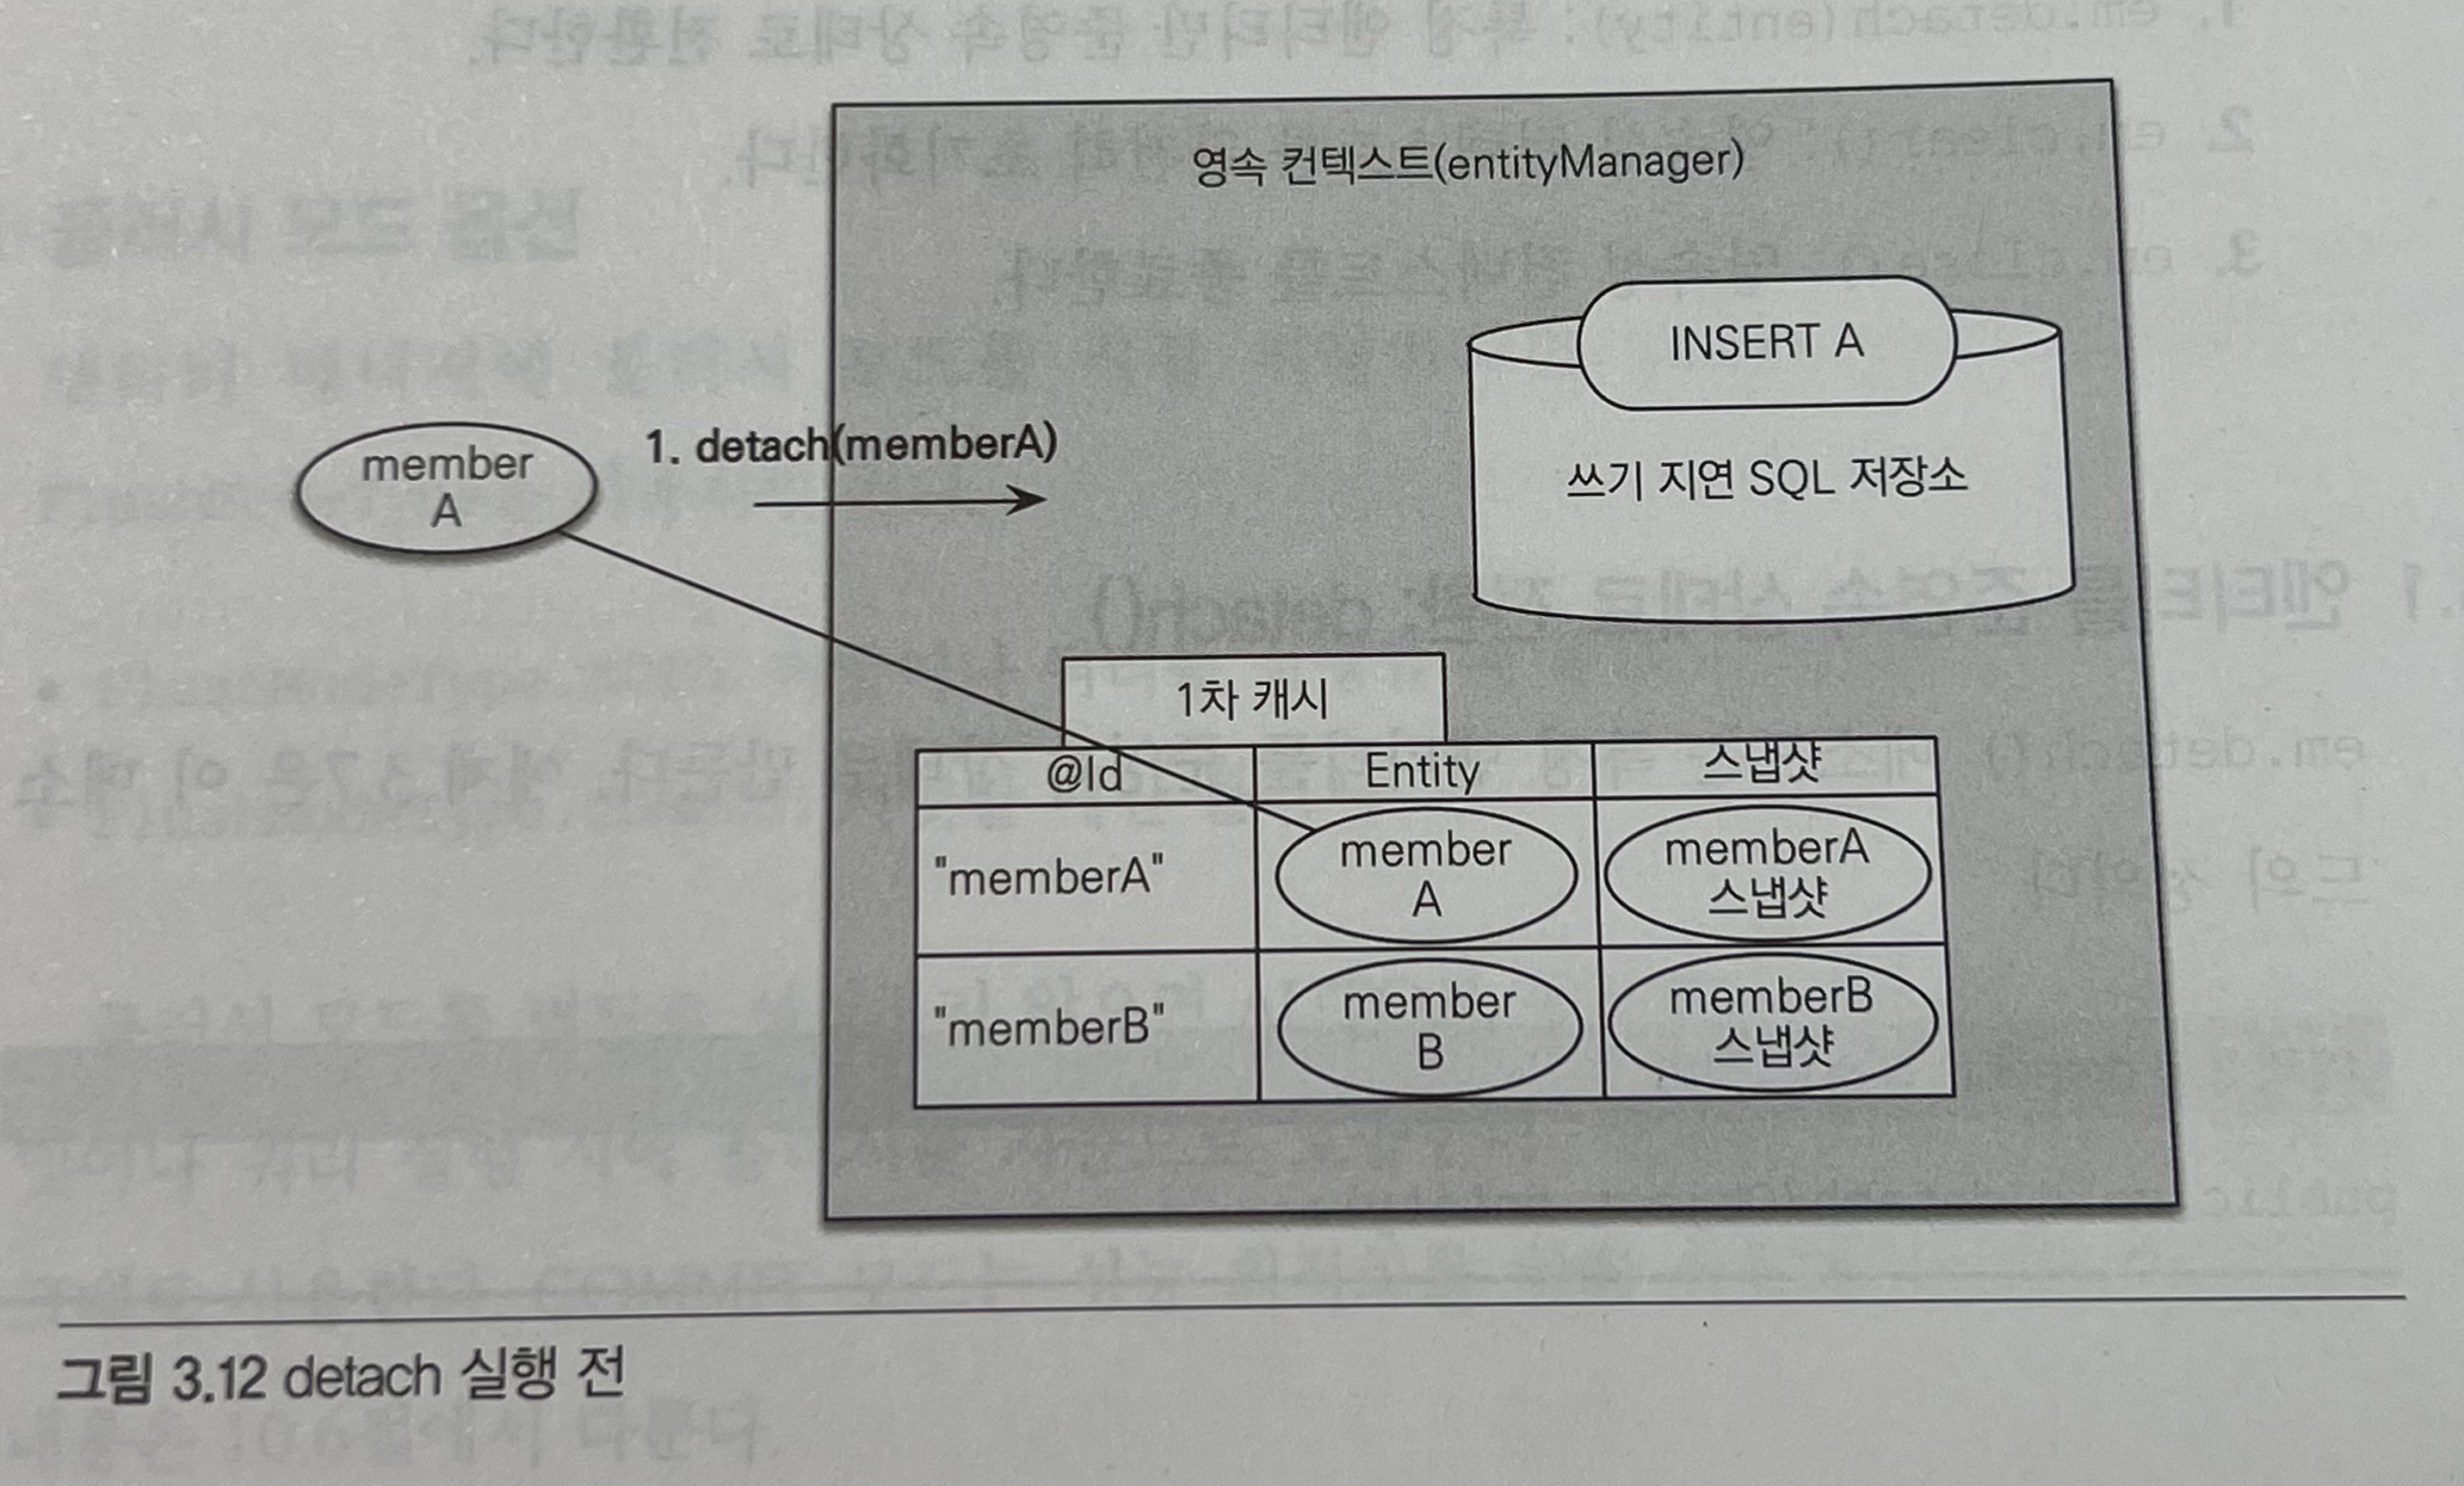 영속 컨텍스트(entityManager)
INSERT A
쓰기 지연 SQL 저장소
member
A
1. detach(memberA)
1차 캐시
@Id Entity 스냅샷
"memberA" member A memberA 스냅샷
"memberB" member B memberB 스냅샷
그림 3.12 detach 실행 전